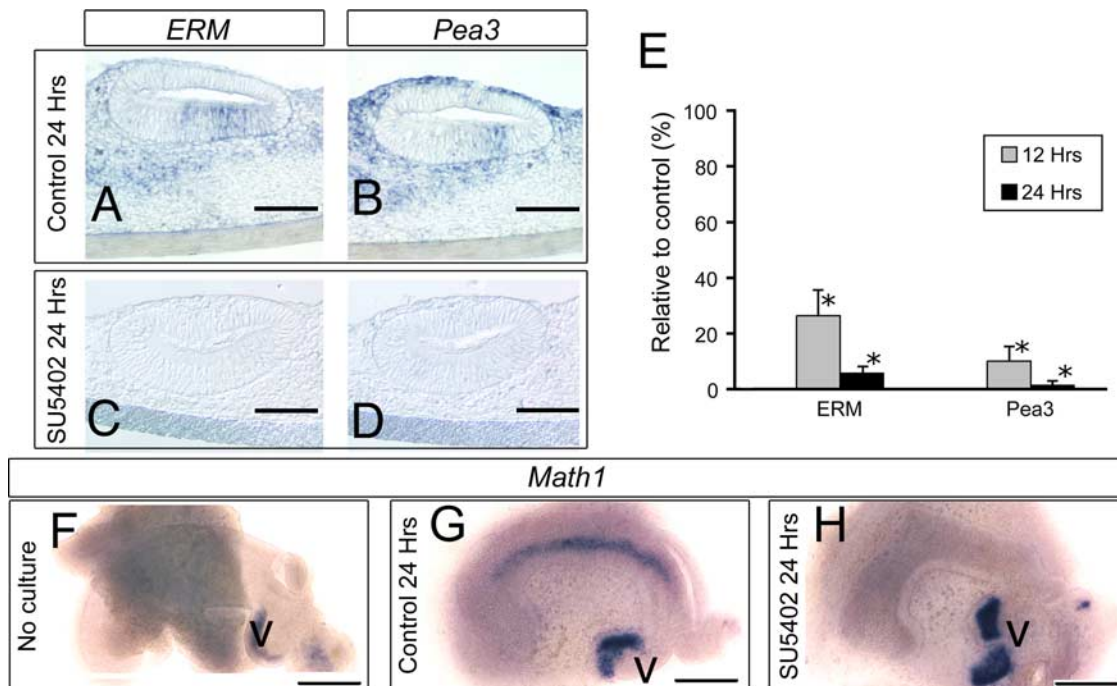 ERM
Pea3
Control 24 Hrs
A
B
SU5402 24 Hrs
C
D
E
Relative to control (%)
100
80
60
40
20
0
12 Hrs
24 Hrs
*
*
*
*
ERM
Pea3
Math1
No culture
F
V
Control 24 Hrs
G
V
SU5402 24 Hrs
H
V